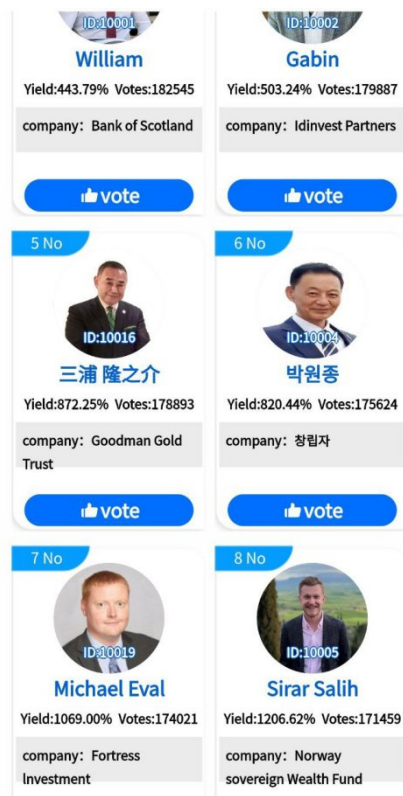 ID:10001
ID:10002
William
Gabin
Yield:443.79% Votes:182545
Yield:503.24% Votes:179887
company: Bank of Scotland
company: Idinvest Partners
vote
vote
5 No
6 No
ID:10016
ID:10004
三浦 隆之介
박원종
Yield:872.25% Votes:178893
Yield:820.44% Votes:175624
company: Goodman Gold
Trust
company: 창립자
vote
vote
7 No
8 No
ID:10019
ID:10005
Michael Eval
Sirar Salih
Yield:1069.00% Votes:174021
Yield:1206.62% Votes:171459
company: Fortress
Investment
company: Norway
sovereign Wealth Fund